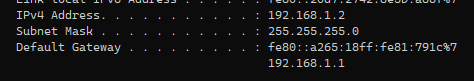 IPv4 Address. . . . . . . . . . . : 192.168.1.2
Subnet Mask . . . . . . . . . . . : 255.255.255.0
Default Gateway . . . . . . . . . : fe80::a265:18ff:fe81:791c%7
192.168.1.1